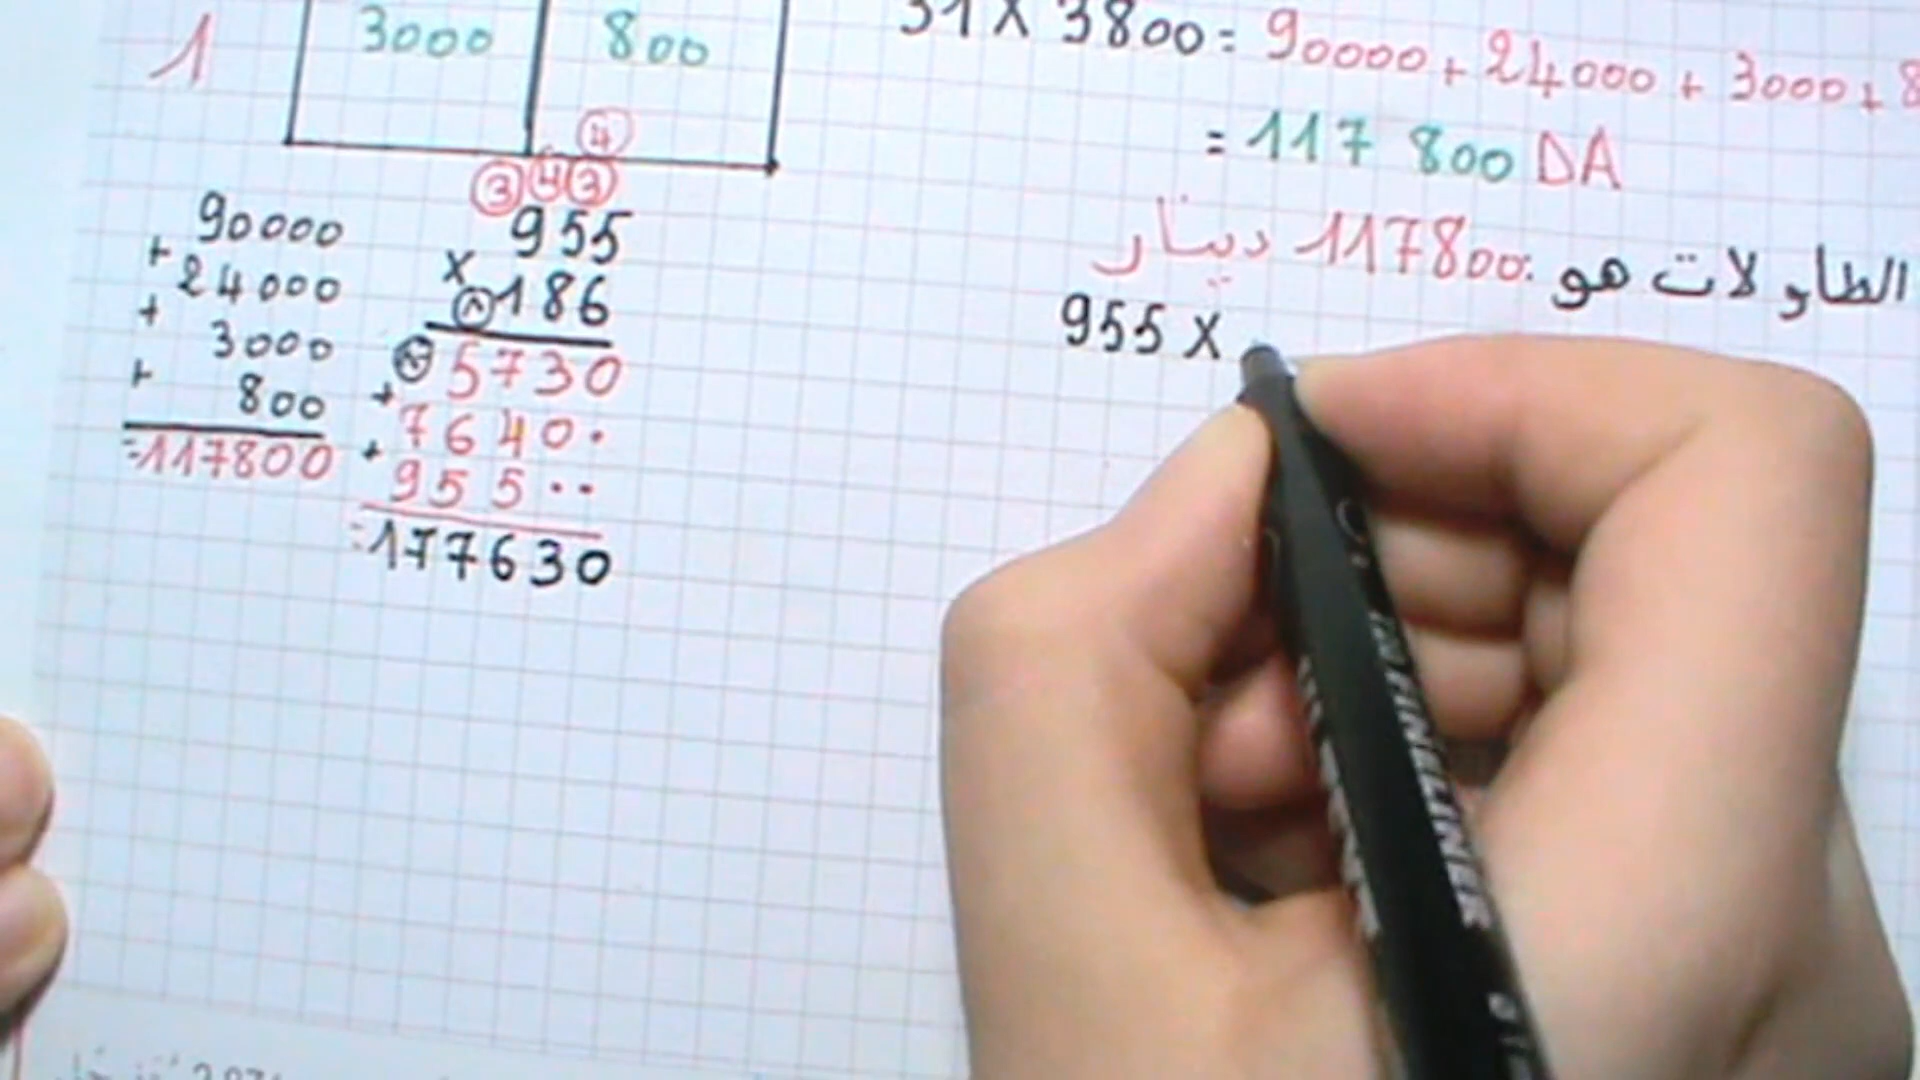 1 3000 800
④
③ ④ ③
31 X 3800 = 90000 + 24000 + 3000 + 8
= 117 800 DA
الطاولات هو: 117800 دينار
955 X
90000
+ 24000
+ 3000
+ 800
=117800
955
X 186
5730
+ 7640.
+ 955..
=177630
FINELINER